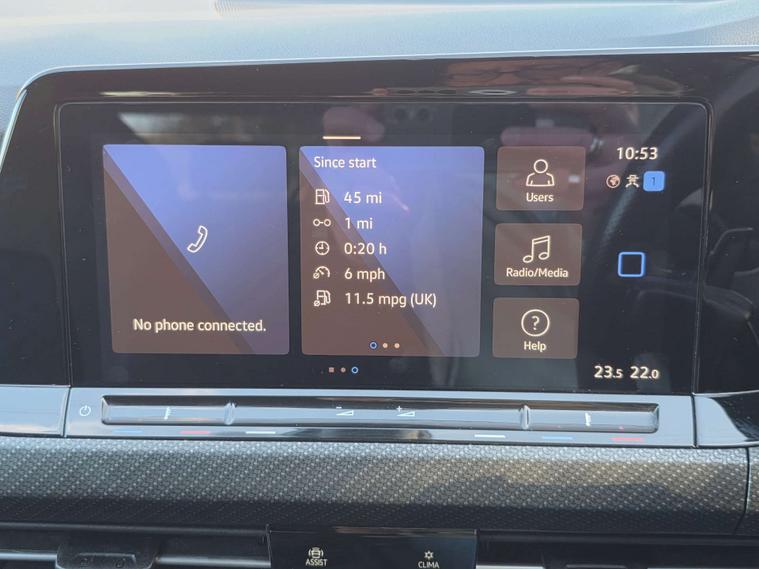 Since start
45 mi
1 mi
0:20 h
6 mph
11.5 mpg (UK)
No phone connected.
Users
Radio/Media
Help
10:53
1
23.5 22.0
ASSIST
CLIMA